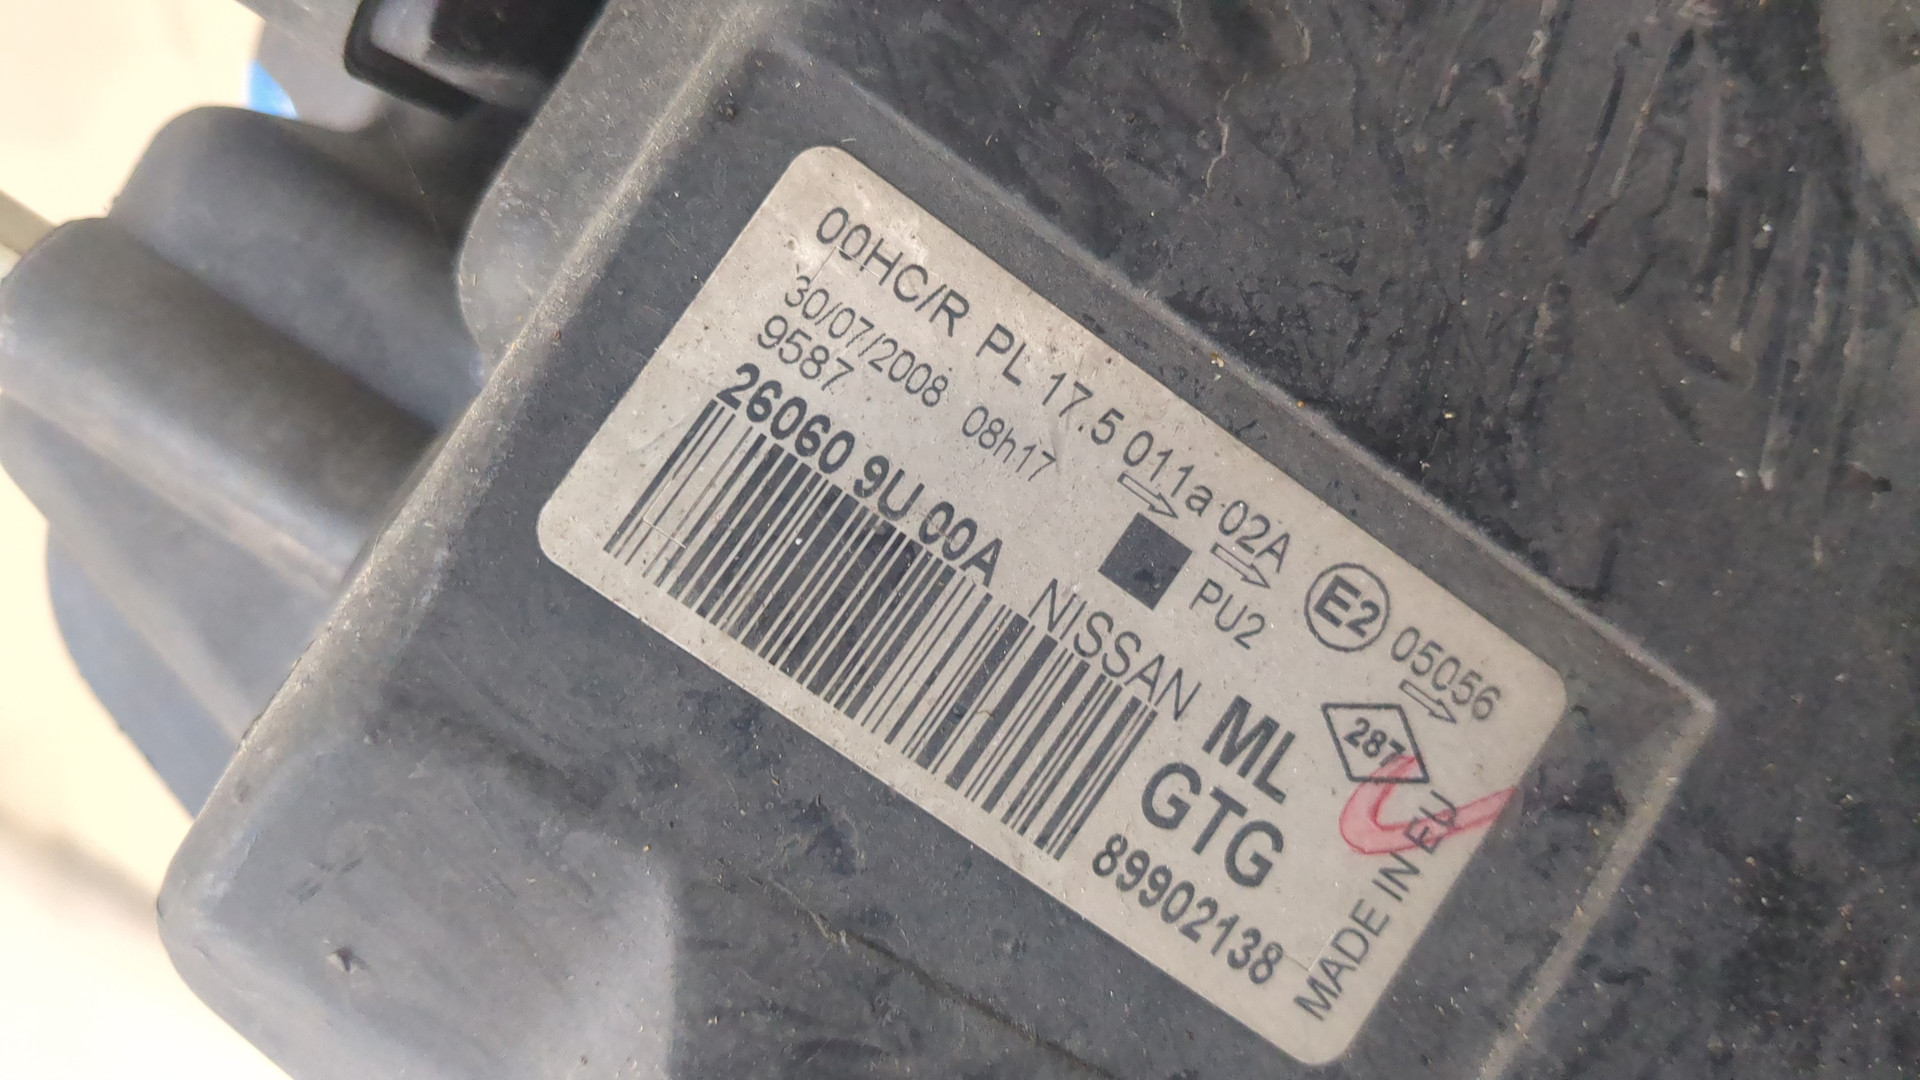 00HC/R PL 17.5 011a 02A E2 05056
30/07/2008 08h17
9587
PU2
26060 9U 00A NISSAN
ML
GTG
287
89902138
MADE IN EU